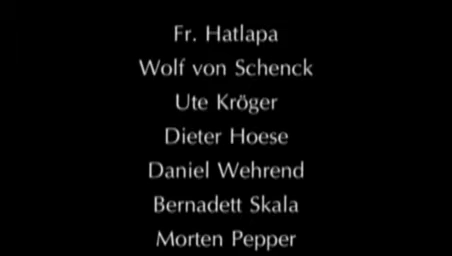 Fr. Hatlapa
Wolf von Schenck
Ute Kröger
Dieter Hoese
Daniel Wehrend
Bernadett Skala
Morten Pepper